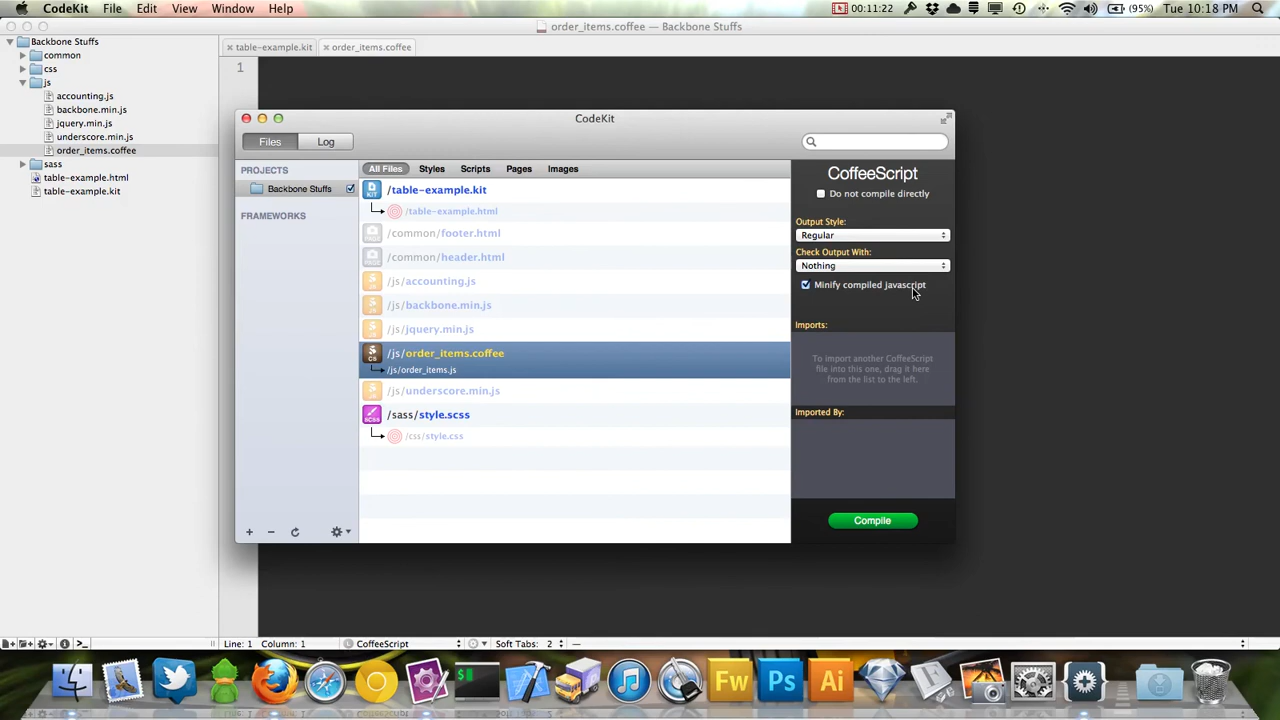 CodeKit File Edit View Window Help 00:11:22 (95%) Tue 10:18 PM
order_items.coffee — Backbone Stuffs
Backbone Stuffs
common
css
js
accounting.js
backbone.min.js
jquery.min.js
underscore.min.js
order_items.coffee
sass
table-example.html
table-example.kit
table-example.kit order_items.coffee
1
CodeKit
Files Log
PROJECTS
Backbone Stuffs
FRAMEWORKS
All Files Styles Scripts Pages Images
/table-example.kit
/table-example.html
/common/footer.html
/common/header.html
/js/accounting.js
/js/backbone.min.js
/js/jquery.min.js
/js/order_items.coffee
/js/order_items.js
/js/underscore.min.js
/sass/style.scss
/css/style.css
CoffeeScript
Do not compile directly
Output Style:
Regular
Check Output With:
Nothing
Minify compiled javascript
Imports:
To import another CoffeeScript
file into this one, drag it here
from the list to the left.
Imported By:
Compile
Line: 1 Column: 1 CoffeeScript Soft Tabs: 2 —
Fw Ps Ai